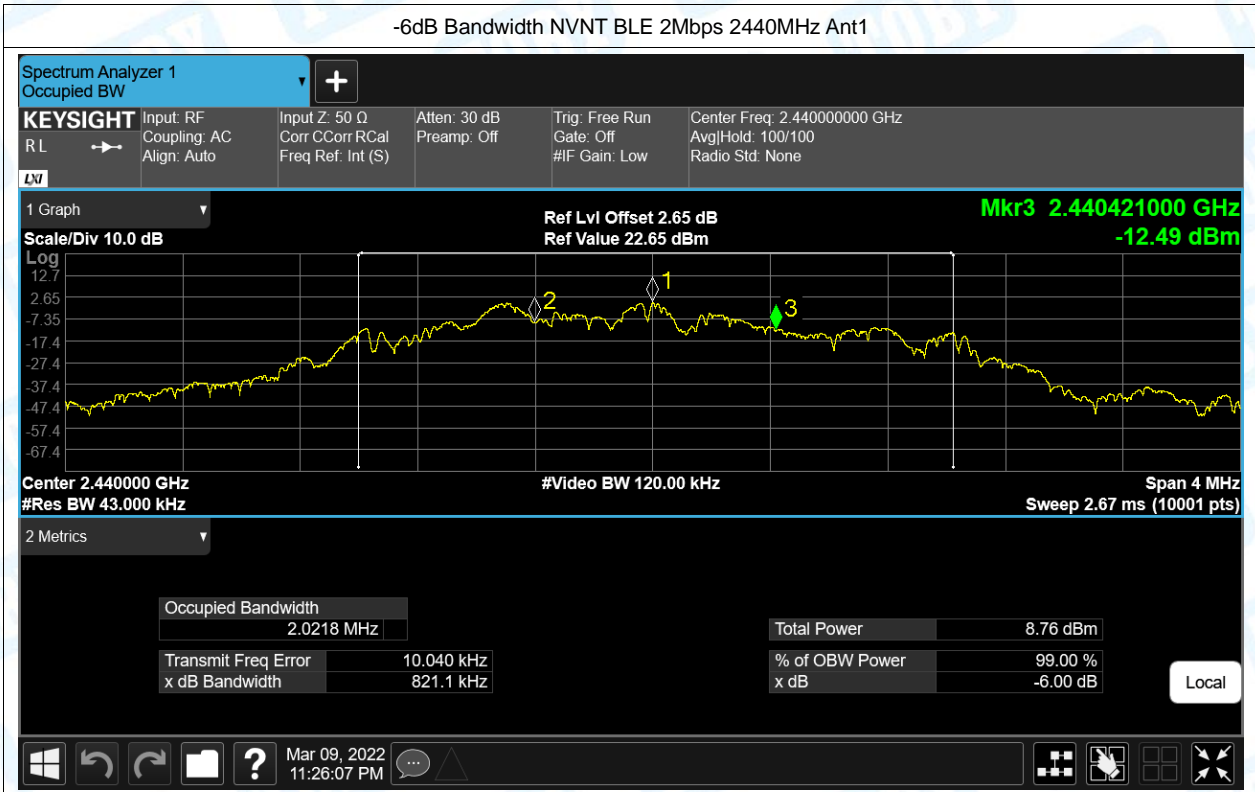 -6dB Bandwidth NVNT BLE 2Mbps 2440MHz Ant1
Spectrum Analyzer 1
Occupied BW
KEYSIGHT
R L
LXI
Input: RF
Coupling: AC
Align: Auto
Input Z: 50 Ω
Corr CCorr RCal
Freq Ref: Int (S)
Atten: 30 dB
Preamp: Off
Trig: Free Run
Gate: Off
#IF Gain: Low
Center Freq: 2.440000000 GHz
Avg|Hold: 100/100
Radio Std: None
1 Graph
Scale/Div 10.0 dB
Ref Lvl Offset 2.65 dB
Ref Value 22.65 dBm
Mkr3 2.440421000 GHz
-12.49 dBm
Log
12.7
2.65
-7.35
-17.4
-27.4
-37.4
-47.4
-57.4
-67.4
1
2
3
Center 2.440000 GHz
#Res BW 43.000 kHz
#Video BW 120.00 kHz
Span 4 MHz
Sweep 2.67 ms (10001 pts)
2 Metrics
Occupied Bandwidth
2.0218 MHz
Transmit Freq Error 10.040 kHz
x dB Bandwidth 821.1 kHz
Total Power 8.76 dBm
% of OBW Power 99.00 %
x dB -6.00 dB
Local
Mar 09, 2022
11:26:07 PM